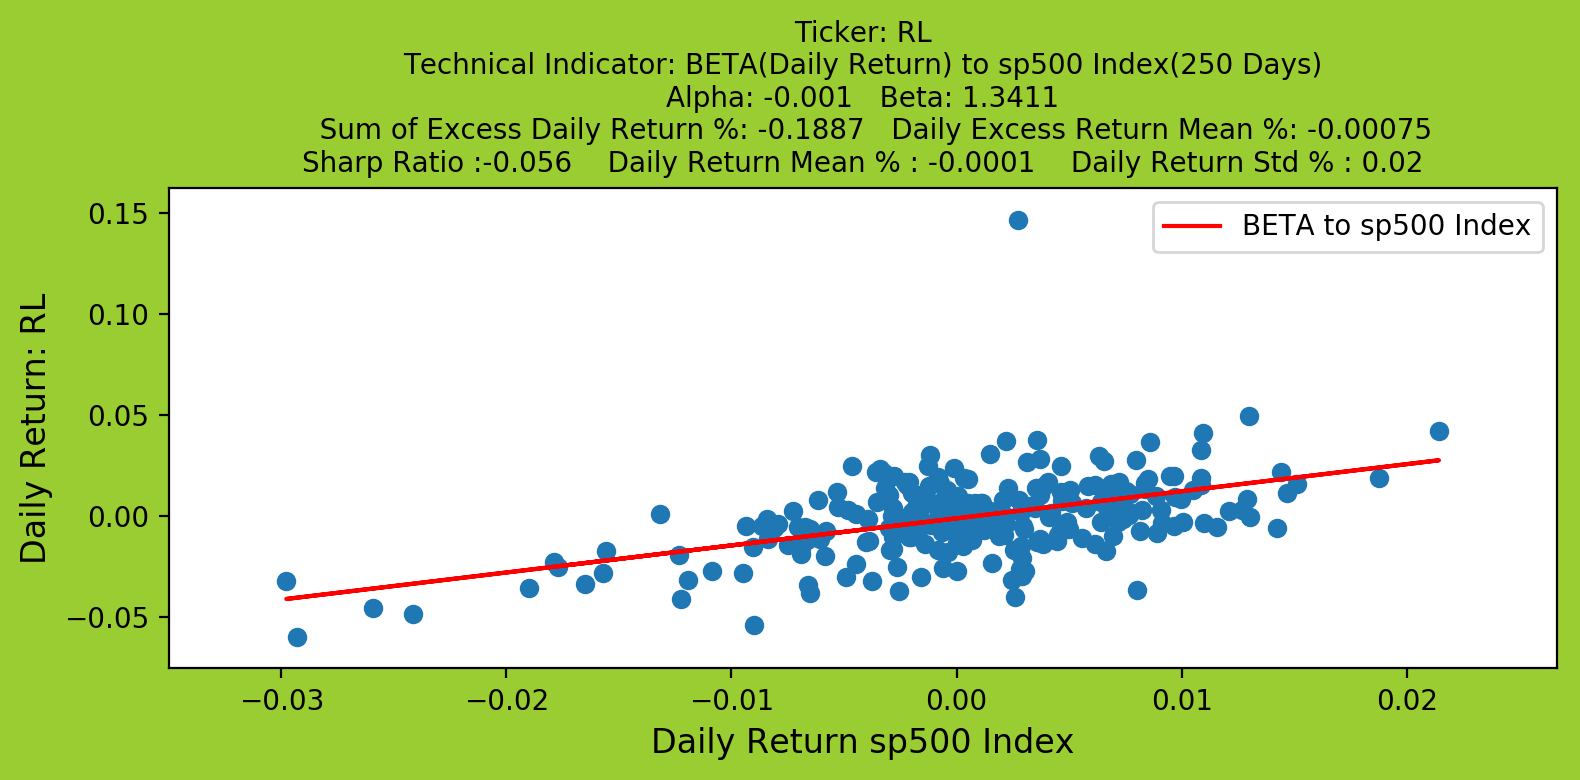 Ticker: RL
Technical Indicator: BETA(Daily Return) to sp500 Index(250 Days)
Alpha: -0.001   Beta: 1.3411
Sum of Excess Daily Return %: -0.1887   Daily Excess Return Mean %: -0.00075
Sharp Ratio :-0.056    Daily Return Mean % : -0.0001    Daily Return Std % : 0.02
BETA to sp500 Index
Daily Return: RL
0.15
0.10
0.05
0.00
−0.05
−0.03
−0.02
−0.01
0.00
0.01
0.02
Daily Return sp500 Index